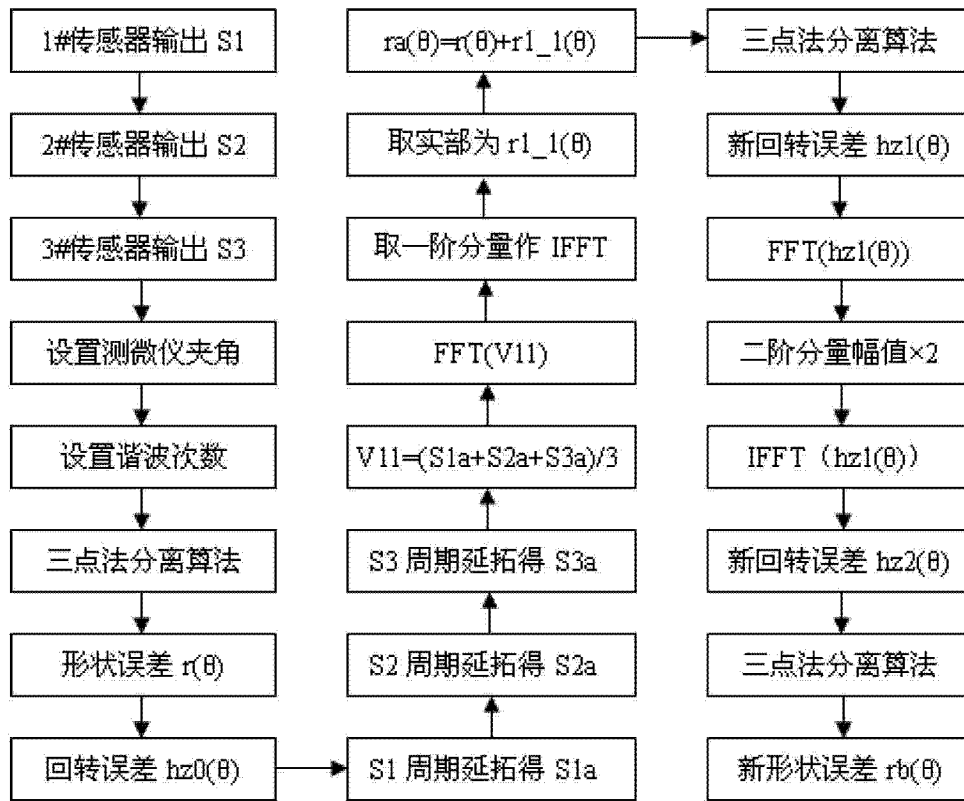 1#传感器输出 S1
2#传感器输出 S2
3#传感器输出 S3
设置测微仪夹角
设置谐波次数
三点法分离算法
形状误差 r(θ)
回转误差 hz0(θ)
S1 周期延拓得 S1a
S2 周期延拓得 S2a
S3 周期延拓得 S3a
V11=(S1a+S2a+S3a)/3
FFT(V11)
取一阶分量作 IFFT
取实部为 r1_1(θ)
ra(θ)=r(θ)+r1_1(θ)
三点法分离算法
新回转误差 hz1(θ)
FFT(hz1(θ))
二阶分量幅值×2
IFFT（hz1(θ)）
新回转误差 hz2(θ)
三点法分离算法
新形状误差 rb(θ)